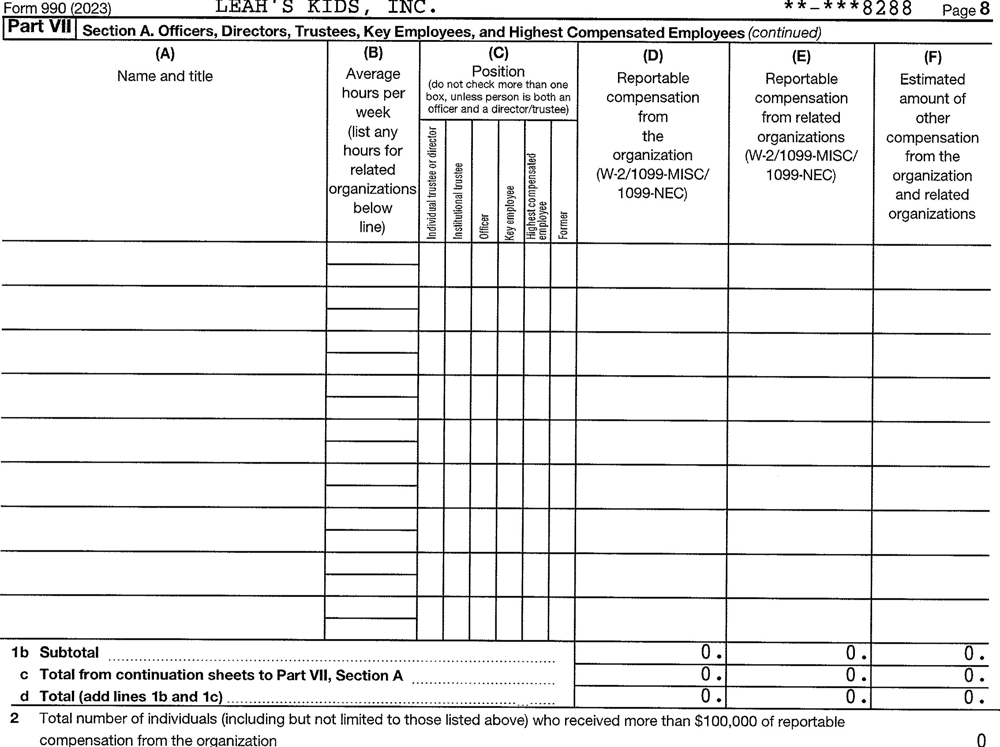 Form 990 (2023) LEAH'S KIDS, INC. **-***8288 Page 8
Part VII Section A. Officers, Directors, Trustees, Key Employees, and Highest Compensated Employees (continued)
(A)
Name and title
(B)
Average
hours per
week
(list any
hours for
related
organizations
below
line)
(C)
Position
(do not check more than one
box, unless person is both an
officer and a director/trustee)
Individual trustee or director
Institutional trustee
Officer
Key employee
Highest compensated
employee
Former
(D)
Reportable
compensation
from
the
organization
(W-2/1099-MISC/
1099-NEC)
(E)
Reportable
compensation
from related
organizations
(W-2/1099-MISC/
1099-NEC)
(F)
Estimated
amount of
other
compensation
from the
organization
and related
organizations
1b Subtotal 0. 0. 0.
c Total from continuation sheets to Part VII, Section A 0. 0. 0.
d Total (add lines 1b and 1c) 0. 0. 0.
2 Total number of individuals (including but not limited to those listed above) who received more than $100,000 of reportable
compensation from the organization 0